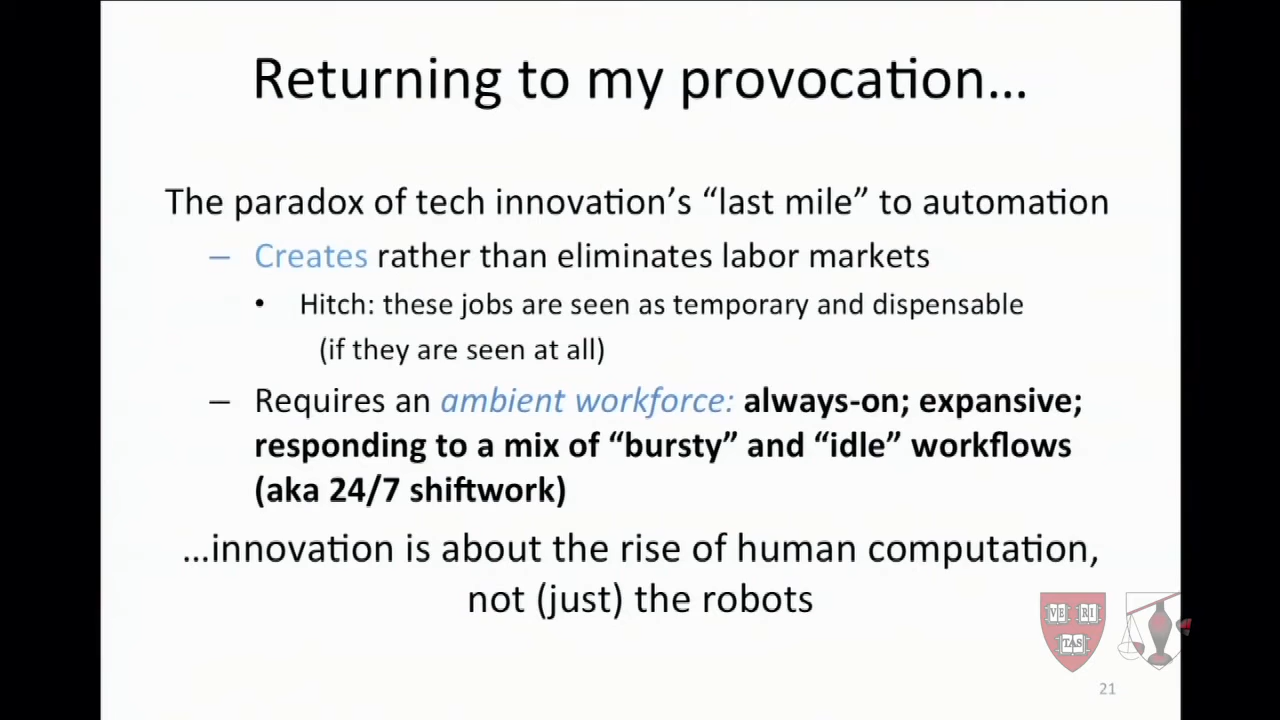 Returning to my provocation...
The paradox of tech innovation’s “last mile” to automation
– Creates rather than eliminates labor markets
• Hitch: these jobs are seen as temporary and dispensable
(if they are seen at all)
– Requires an ambient workforce: always-on; expansive;
responding to a mix of “bursty” and “idle” workflows
(aka 24/7 shiftwork)
...innovation is about the rise of human computation,
not (just) the robots
VE RI
TAS
21